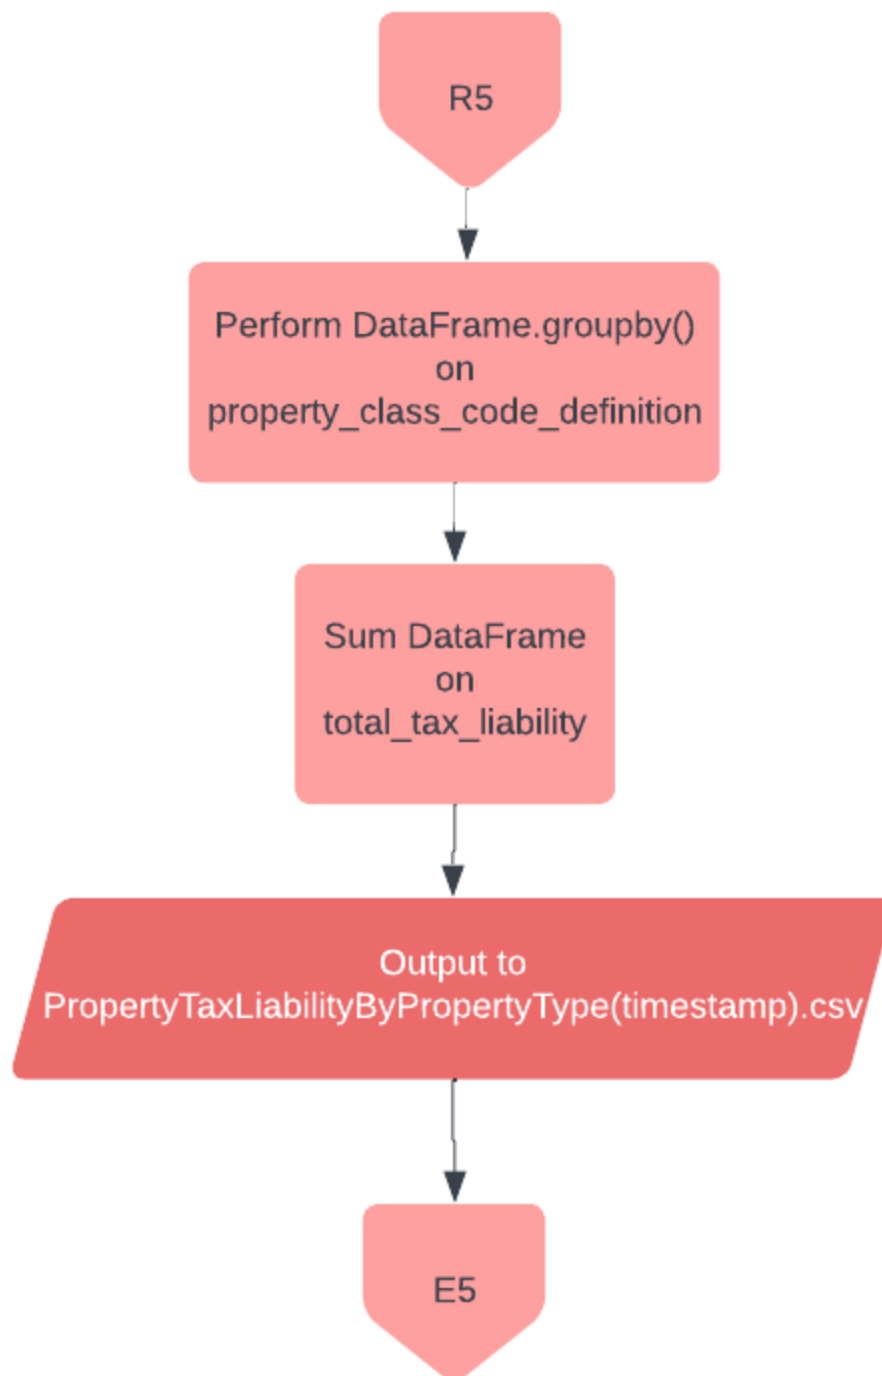 R5
Perform DataFrame.groupby()
on
property_class_code_definition
Sum DataFrame
on
total_tax_liability
Output to
PropertyTaxLiabilityByPropertyType(timestamp).csv
E5